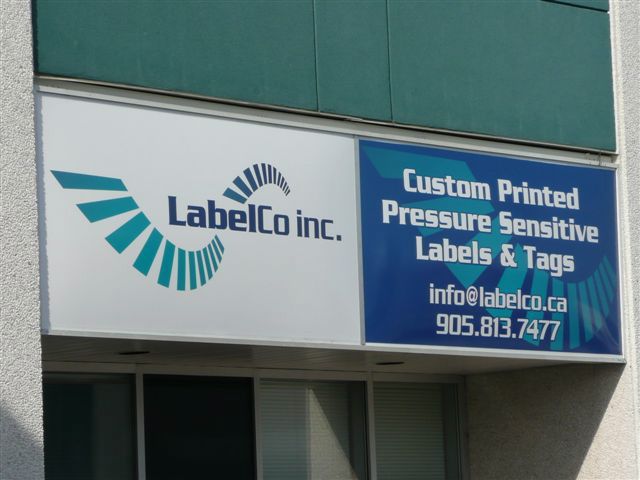 LabelCo inc.
Custom Printed
Pressure Sensitive
Labels & Tags
info@labelco.ca
905.813.7477